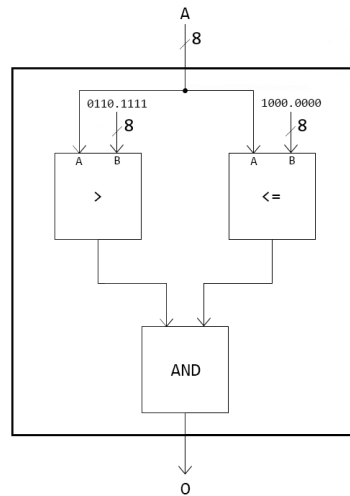 A
8
0110.1111
1000.0000
8
8
A B
A B
>
<=
AND
O